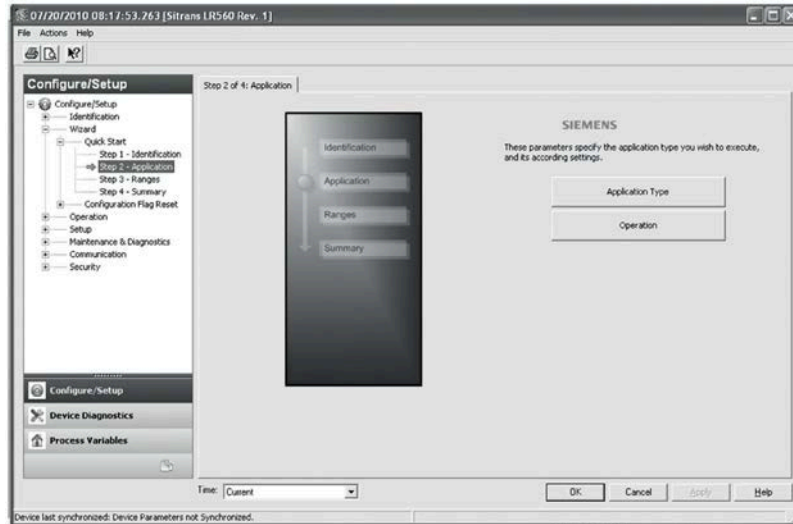 07/20/2010 08:17:53.263 [Sitrans LR560 Rev. 1]
File Actions Help
Configure/Setup
Configure/Setup
Identification
Wizard
Quick Start
Step 1 - Identification
Step 2 - Application
Step 3 - Ranges
Step 4 - Summary
Configuration Flag Reset
Operation
Setup
Maintenance & Diagnostics
Communication
Security
Configure/Setup
Device Diagnostics
Process Variables
Step 2 of 4: Application
Identification
Application
Ranges
Summary
SIEMENS
These parameters specify the application type you wish to execute,
and its according settings.
Application Type
Operation
Time: Current
OK Cancel Apply Help
Device last synchronized: Device Parameters not Synchronized.